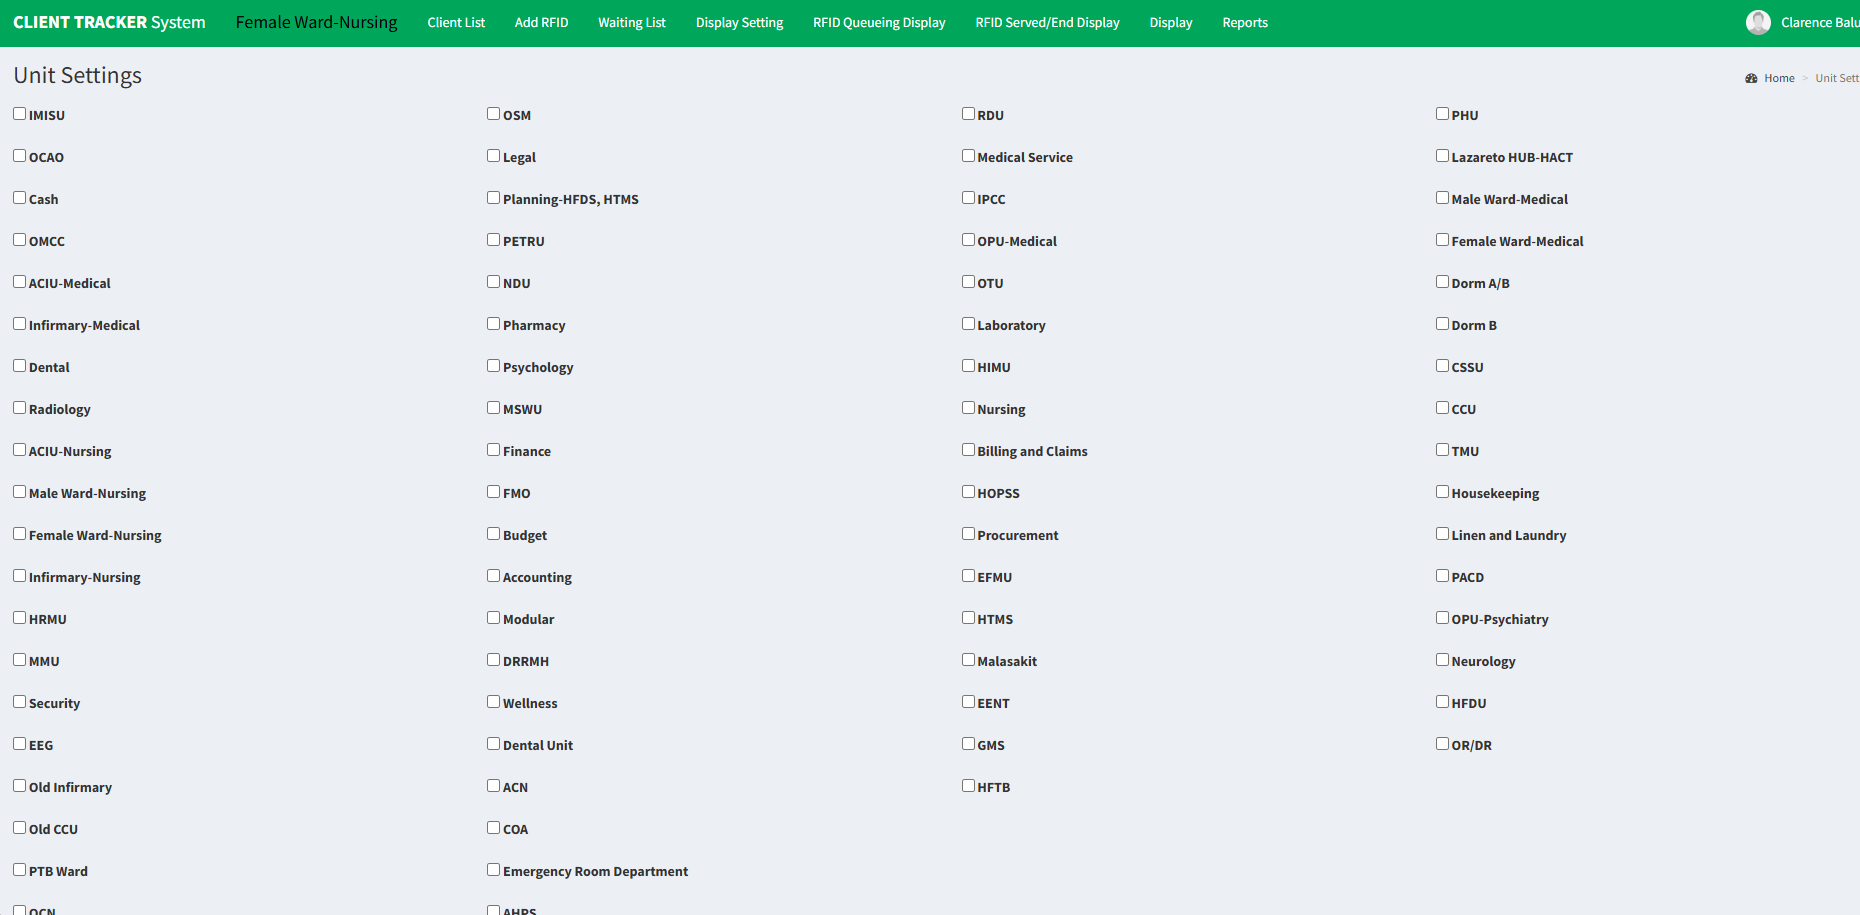 CLIENT TRACKER System Female Ward-Nursing Client List Add RFID Waiting List Display Setting RFID Queueing Display RFID Served/End Display Display Reports Clarence Balu
Unit Settings Home > Unit Sett
IMISU OSM RDU PHU
OCAO Legal Medical Service Lazareto HUB-HACT
Cash Planning-HFDS, HTMS IPCC Male Ward-Medical
OMCC PETRU OPU-Medical Female Ward-Medical
ACIU-Medical NDU OTU Dorm A/B
Infirmary-Medical Pharmacy Laboratory Dorm B
Dental Psychology HIMU CSSU
Radiology MSWU Nursing CCU
ACIU-Nursing Finance Billing and Claims TMU
Male Ward-Nursing FMO HOPSS Housekeeping
Female Ward-Nursing Budget Procurement Linen and Laundry
Infirmary-Nursing Accounting EFMU PACD
HRMU Modular HTMS OPU-Psychiatry
MMU DRRMH Malasakit Neurology
Security Wellness EENT HFDU
EEG Dental Unit GMS OR/DR
Old Infirmary ACN HFTB
Old CCU COA
PTB Ward Emergency Room Department